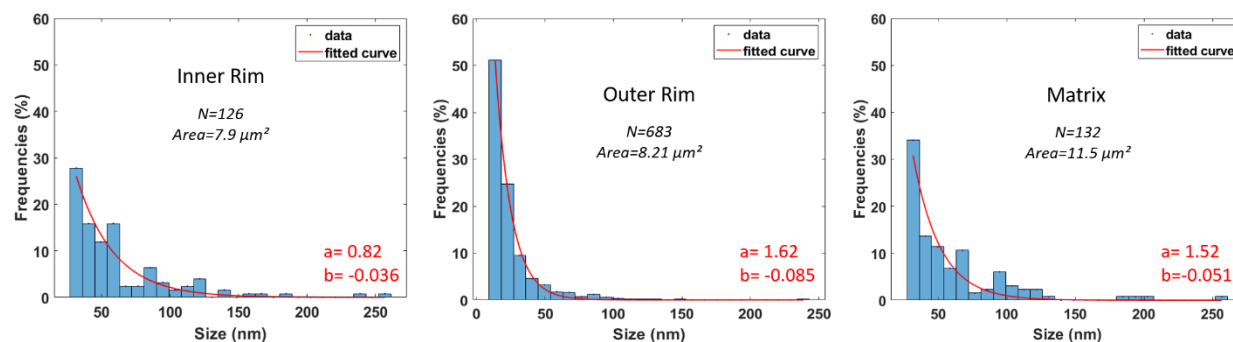 60
50
40
30
20
10
0
Frequencies (%)
data
fitted curve
Inner Rim
N=126
Area=7.9 µm²
a= 0.82
b= -0.036
50
100
150
200
250
Size (nm)
60
50
40
30
20
10
0
Frequencies (%)
data
fitted curve
Outer Rim
N=683
Area=8.21 µm²
a= 1.62
b= -0.085
0
50
100
150
200
250
Size (nm)
60
50
40
30
20
10
0
Frequencies (%)
data
fitted curve
Matrix
N=132
Area=11.5 µm²
a= 1.52
b= -0.051
50
100
150
200
250
Size (nm)